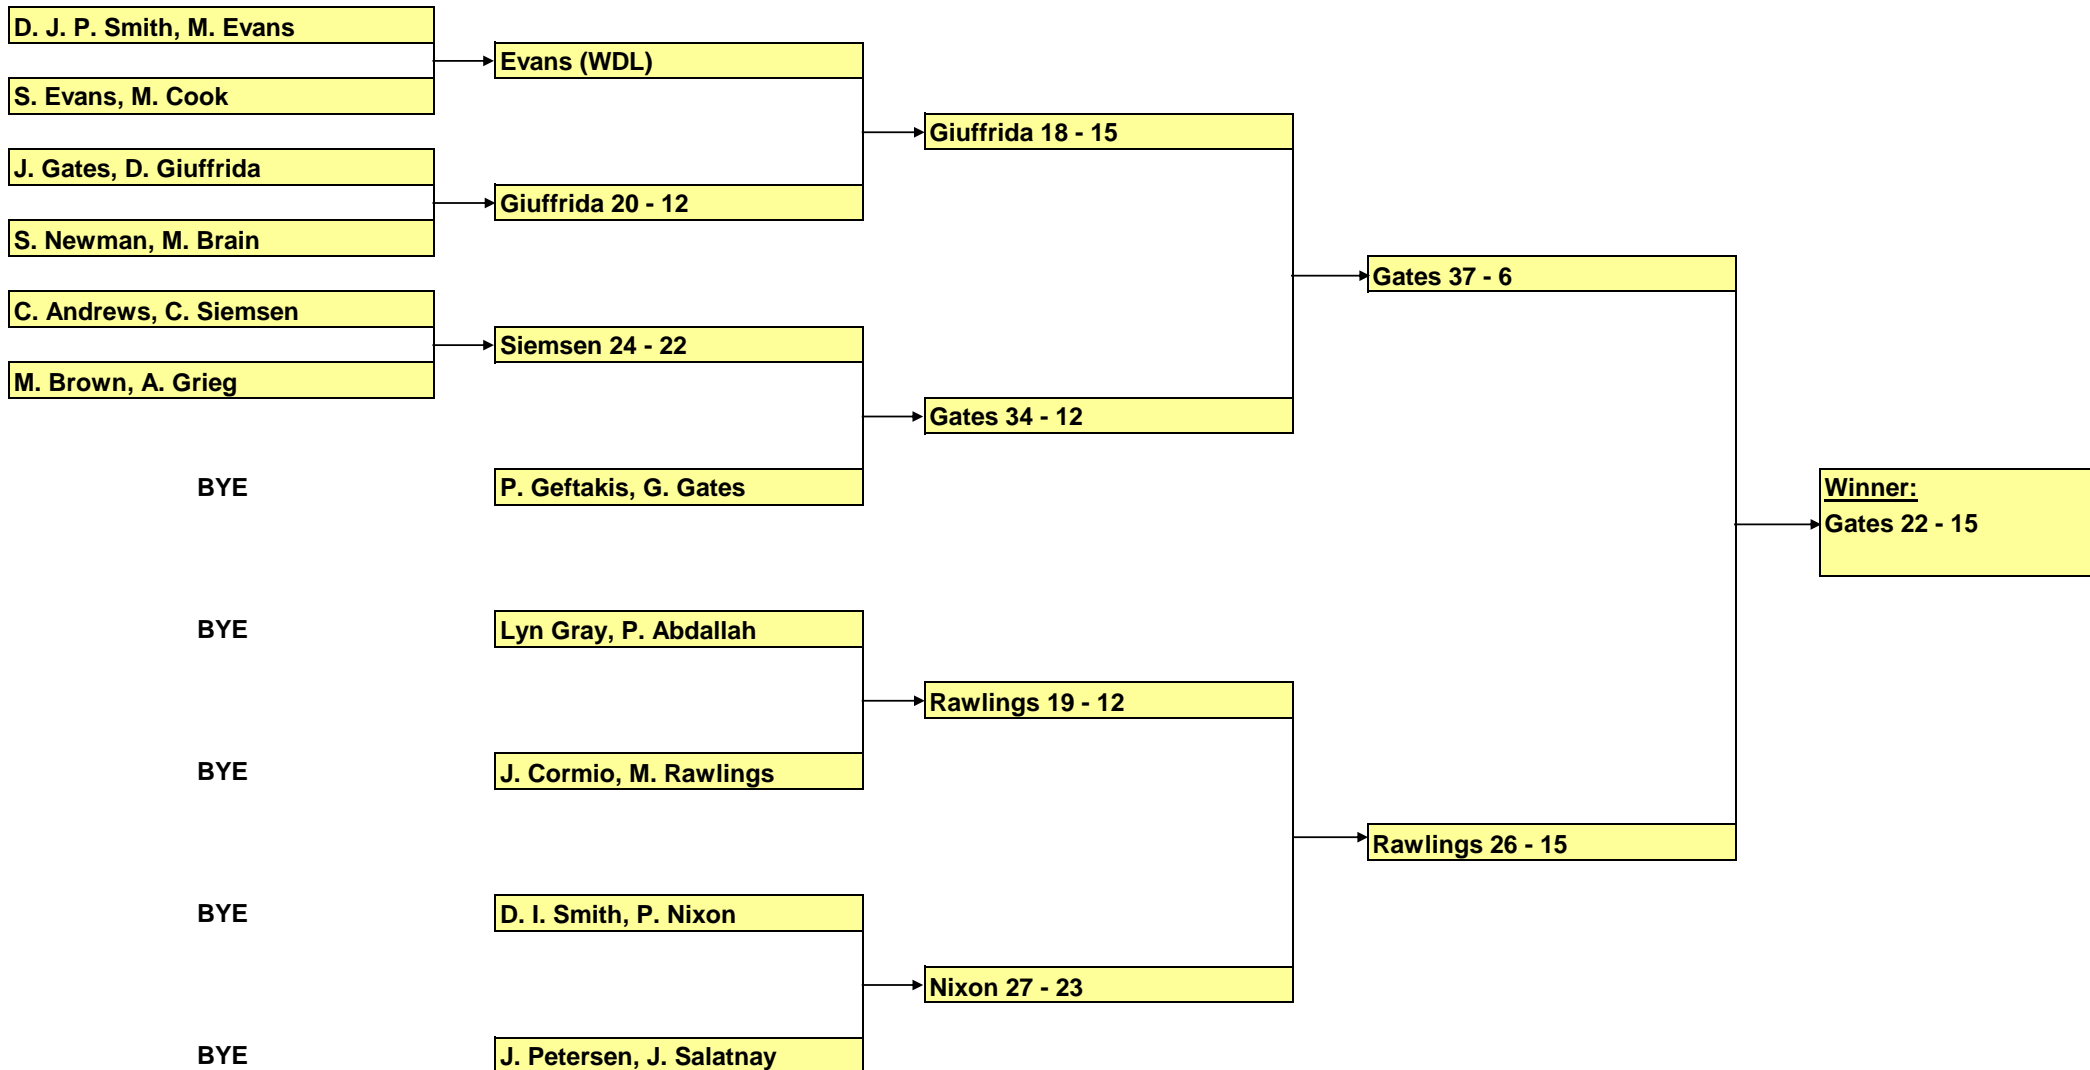 D. J. P. Smith, M. Evans
Evans (WDL)
S. Evans, M. Cook
Giuffrida 18 - 15
J. Gates, D. Giuffrida
Giuffrida 20 - 12
S. Newman, M. Brain
Gates 37 - 6
C. Andrews, C. Siemsen
Siemsen 24 - 22
M. Brown, A. Grieg
Gates 34 - 12
BYE
P. Geftakis, G. Gates
Winner:
Gates 22 - 15
BYE
Lyn Gray, P. Abdallah
Rawlings 19 - 12
BYE
J. Cormio, M. Rawlings
Rawlings 26 - 15
BYE
D. I. Smith, P. Nixon
Nixon 27 - 23
BYE
J. Petersen, J. Salatnay